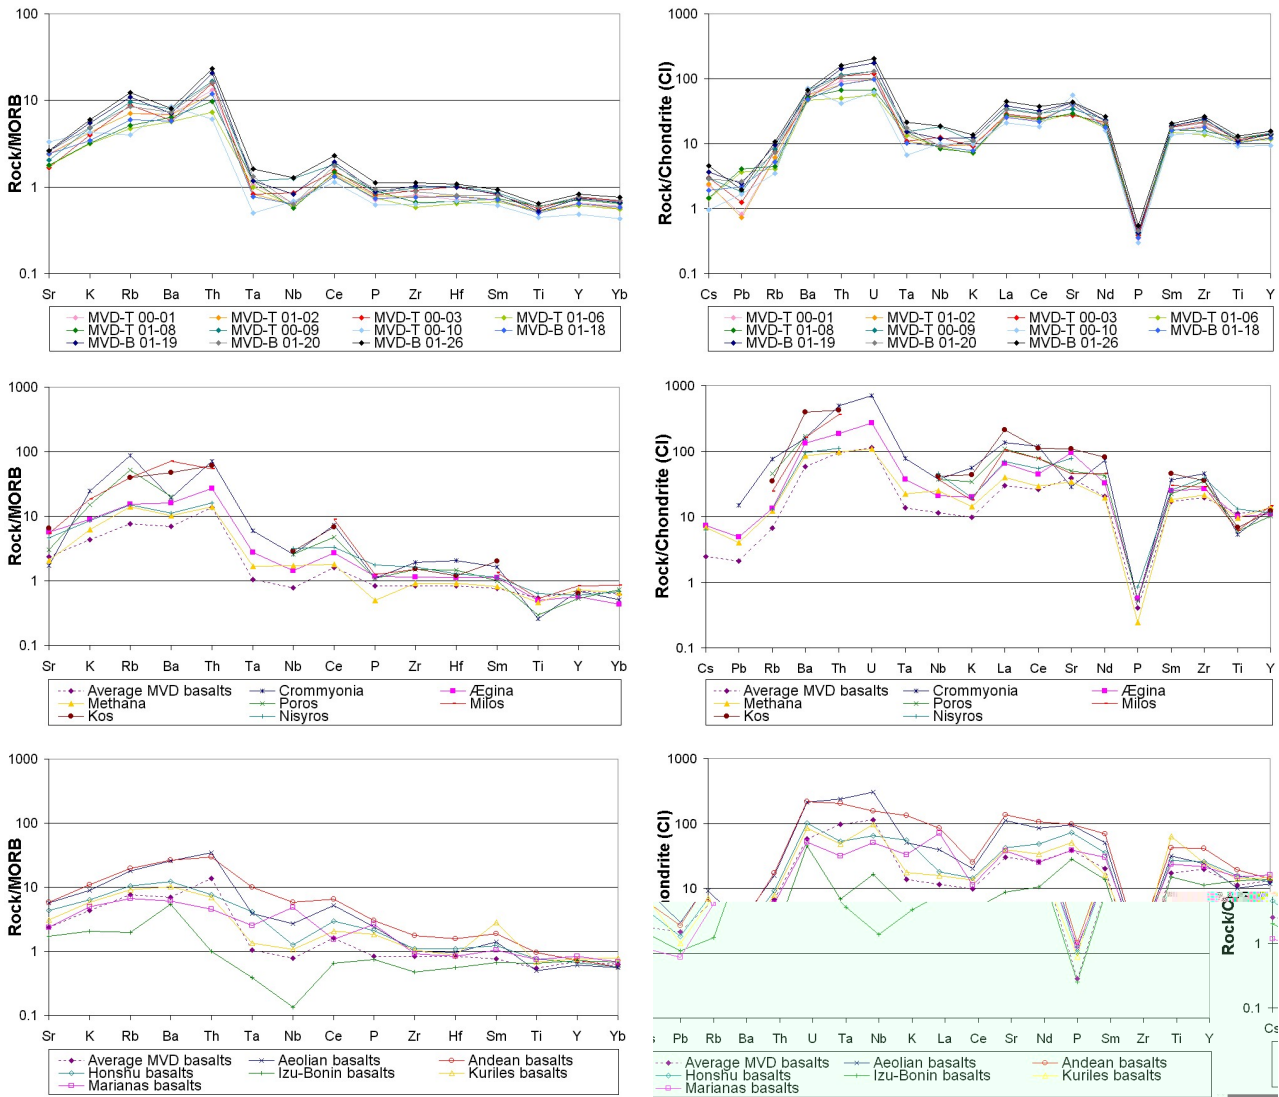 100
10
1
0.1
Rock/MORB
Sr K Rb Ba Th Ta Nb Ce P Zr Hf Sm Ti Y Yb
MVD-T 00-01 MVD-T 01-02 MVD-T 00-03 MVD-T 01-06
MVD-T 01-08 MVD-T 00-09 MVD-T 00-10 MVD-B 01-18
MVD-B 01-19 MVD-B 01-20 MVD-B 01-26
1000
100
10
1
0.1
Rock/Chondrite (CI)
Cs Pb Rb Ba Th U Ta Nb K La Ce Sr Nd P Sm Zr Ti Y
MVD-T 00-01 MVD-T 01-02 MVD-T 00-03 MVD-T 01-06
MVD-T 01-08 MVD-T 00-09 MVD-T 00-10 MVD-B 01-18
MVD-B 01-19 MVD-B 01-20 MVD-B 01-26
1000
100
10
1
0.1
Rock/MORB
Sr K Rb Ba Th Ta Nb Ce P Zr Hf Sm Ti Y Yb
Average MVD basalts Crommyonia Ægina
Methana Poros Milos
Kos Nisyros
1000
100
10
1
0.1
Rock/Chondrite (CI)
Cs Pb Rb Ba Th U Ta Nb K La Ce Sr Nd P Sm Zr Ti Y
Average MVD basalts Crommyonia Ægina
Methana Poros Milos
Kos Nisyros
1000
100
10
1
0.1
Rock/MORB
Sr K Rb Ba Th Ta Nb Ce P Zr Hf Sm Ti Y Yb
Average MVD basalts Aeolian basalts Andean basalts
Honshu basalts Izu-Bonin basalts Kuriles basalts
Marianas basalts
1000
100
10
ondrite (CI)
Rock/C
1
0.1
Pb Rb Ba Th U Ta Nb K La Ce Sr Nd P Sm Zr Ti Y
Cs
Average MVD basalts Aeolian basalts Andean basalts
Honshu basalts Izu-Bonin basalts Kuriles basalts
Marianas basalts